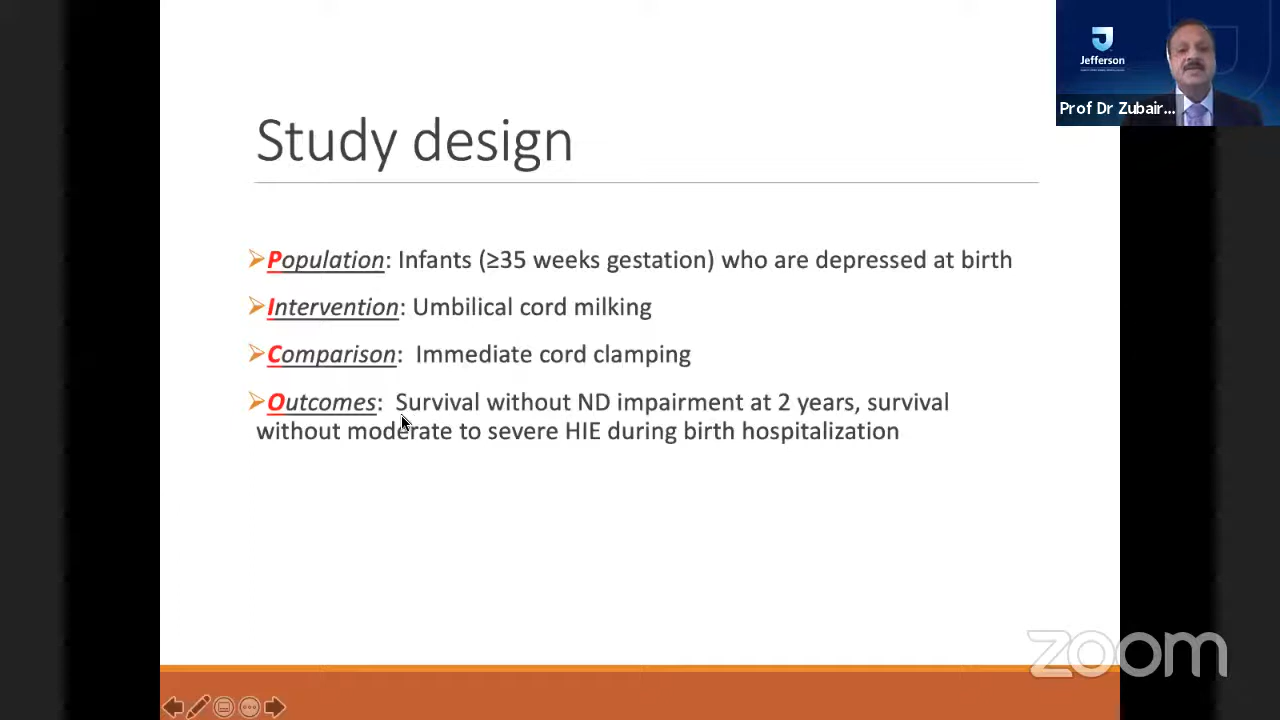 Jefferson
Prof Dr Zubair...
Study design
Population: Infants (≥35 weeks gestation) who are depressed at birth
Intervention: Umbilical cord milking
Comparison:  Immediate cord clamping
Outcomes:  Survival without ND impairment at 2 years, survival
without moderate to severe HIE during birth hospitalization
zoom